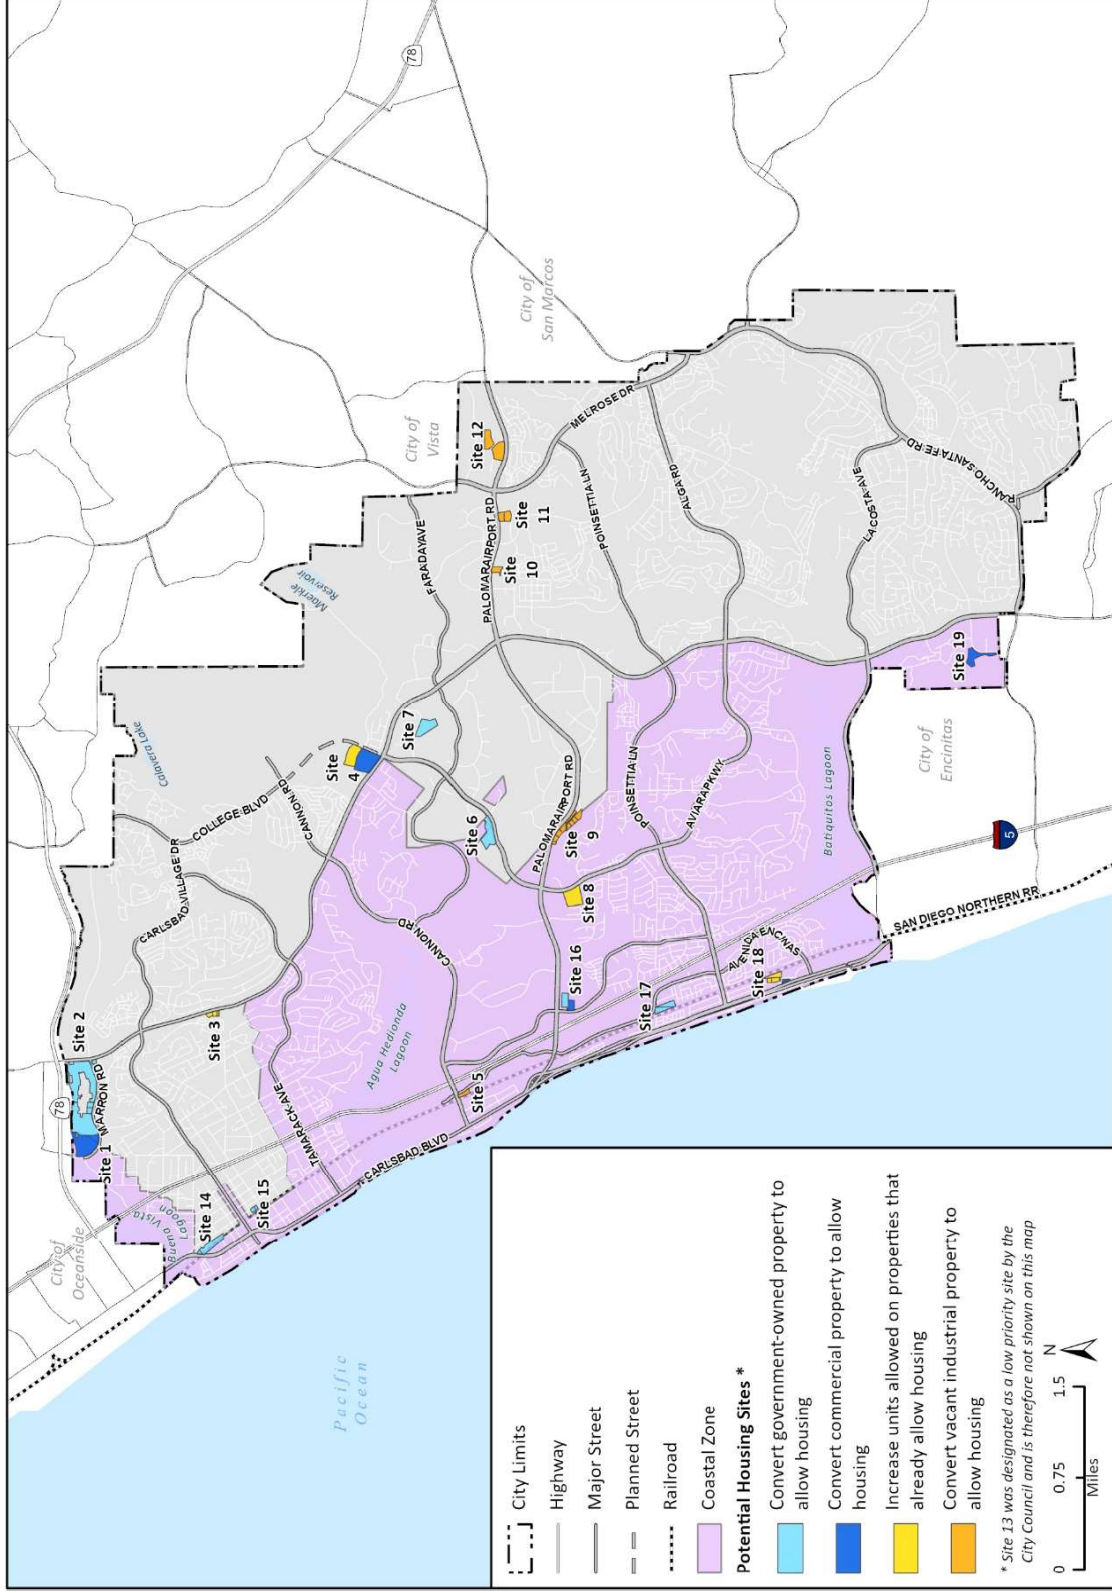 78
City of
Oceanside
Buena Vista
Lagoon
Site 1
MARRON RD
Site 2
78
Site 14
Site 15
CARLSBAD VILLAGE DR
Site 3
TAMARACK AVE
CARLSBAD BLVD
COLLEGE BLVD
CANNON RD
Calavera Lake
Maerkle
Reservoir
Site
4
Site 7
Site 6
FARADAY AVE
City of
Vista
Site 12
PALOMAR AIRPORT RD
Site
11
Site
10
City of
San Marcos
MELROSE DR
Agua Hedionda
Lagoon
CANNON RD
Site 5
PALOMAR AIRPORT RD
Site
9
Site 8
Site 16
Site 17
POINSETTIA LN
POINSETTIA LN
AVIARA PKWY
ALGA RD
AVENIDA ENCINAS
Site 18
Batiquitos Lagoon
LA COSTA AVE
RANCHO SANTA FE RD
Site 19
City of
Encinitas
5
SAN DIEGO NORTHERN RR
Pacific
Ocean
City Limits
Highway
Major Street
Planned Street
Railroad
Coastal Zone
Potential Housing Sites *
Convert government-owned property to
allow housing
Convert commercial property to allow
housing
Increase units allowed on properties that
already allow housing
Convert vacant industrial property to
allow housing
* Site 13 was designated as a low priority site by the
City Council and is therefore not shown on this map
0 0.75 1.5
Miles
N